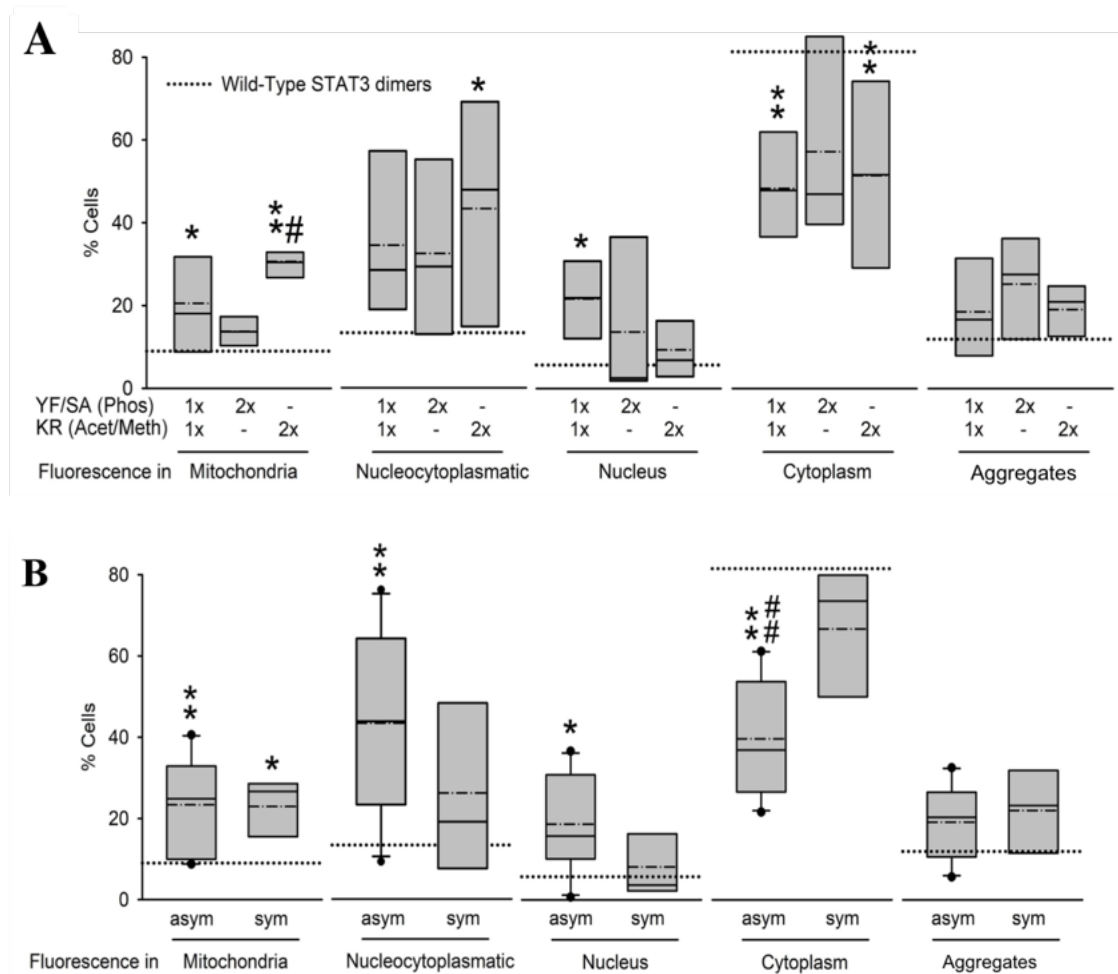 A
80
Wild-Type STAT3 dimers
*
* *
* *
60
% Cells
40
*
* *#
*
20
0
YF/SA (Phos) 1x 2x - 1x 2x - 1x 2x - 1x 2x - 1x 2x -
KR (Acet/Meth) 1x - 2x 1x - 2x 1x - 2x 1x - 2x 1x - 2x
Fluorescence in Mitochondria Nucleocytoplasmatic Nucleus Cytoplasm Aggregates
B
80
* *
* * # #
60
% Cells
* *
*
40
*
20
0
asym sym asym sym asym sym asym sym asym sym
Fluorescence in Mitochondria Nucleocytoplasmatic Nucleus Cytoplasm Aggregates